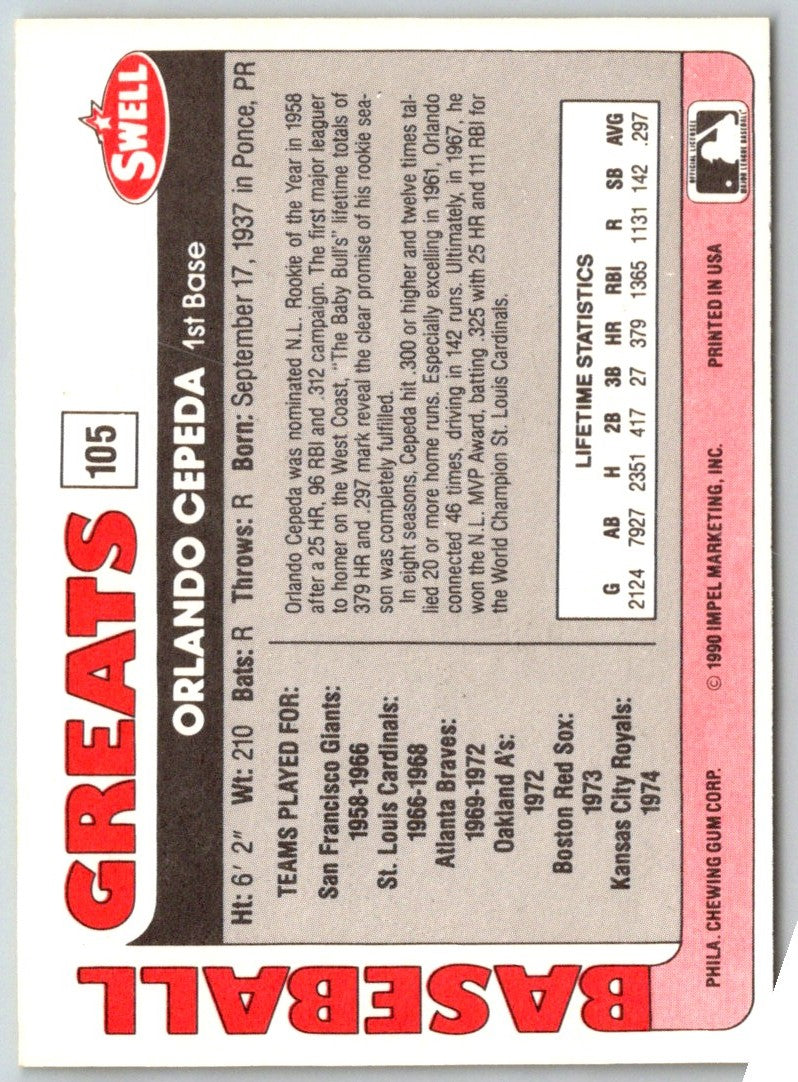 BASEBALL
GREATS
105
SWELL
ORLANDO CEPEDA 1st Base
Ht: 6' 2" Wt: 210 Bats: R Throws: R Born: September 17, 1937 in Ponce, PR
TEAMS PLAYED FOR:
San Francisco Giants:
1958-1966
St. Louis Cardinals:
1966-1968
Atlanta Braves:
1969-1972
Oakland A's:
1972
Boston Red Sox:
1973
Kansas City Royals:
1974
Orlando Cepeda was nominated N.L. Rookie of the Year in 1958
after a 25 HR, 96 RBI and .312 campaign. The first major leaguer
to homer on the West Coast, "The Baby Bull's" lifetime totals of
379 HR and .297 mark reveal the clear promise of his rookie sea-
son was completely fulfilled.
In eight seasons, Cepeda hit .300 or higher and twelve times tal-
lied 20 or more home runs. Especially excelling in 1961, Orlando
connected 46 times, driving in 142 runs. Ultimately, in 1967, he
won the N.L. MVP Award, batting .325 with 25 HR and 111 RBI for
the World Champion St. Louis Cardinals.
LIFETIME STATISTICS
G AB H 2B 3B HR RBI R SB AVG
2124 7927 2351 417 27 379 1365 1131 142 .297
PHILA. CHEWING GUM CORP. © 1990 IMPEL MARKETING, INC. PRINTED IN USA
OFFICIAL LICENSEE
MAJOR LEAGUE BASEBALL